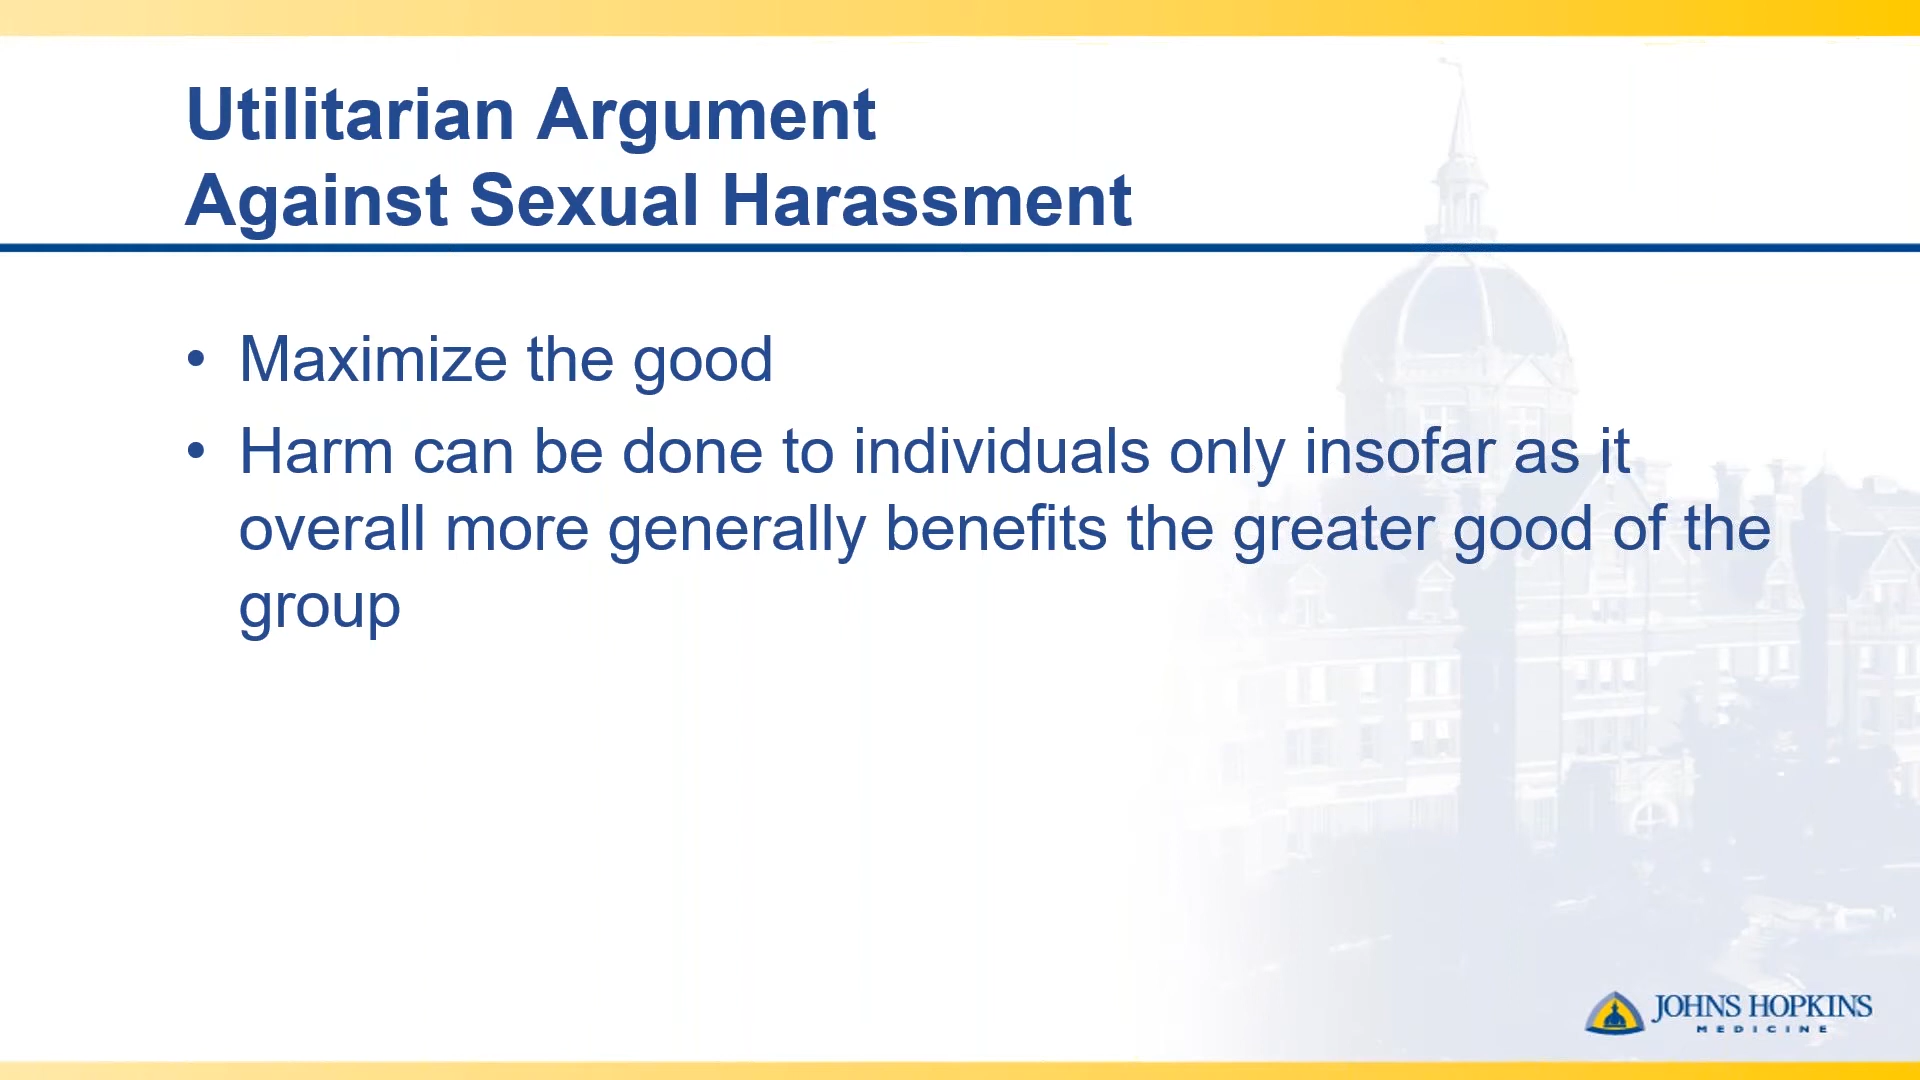 Utilitarian Argument
Against Sexual Harassment
• Maximize the good
• Harm can be done to individuals only insofar as it
overall more generally benefits the greater good of the
group
JOHNS HOPKINS
MEDICINE